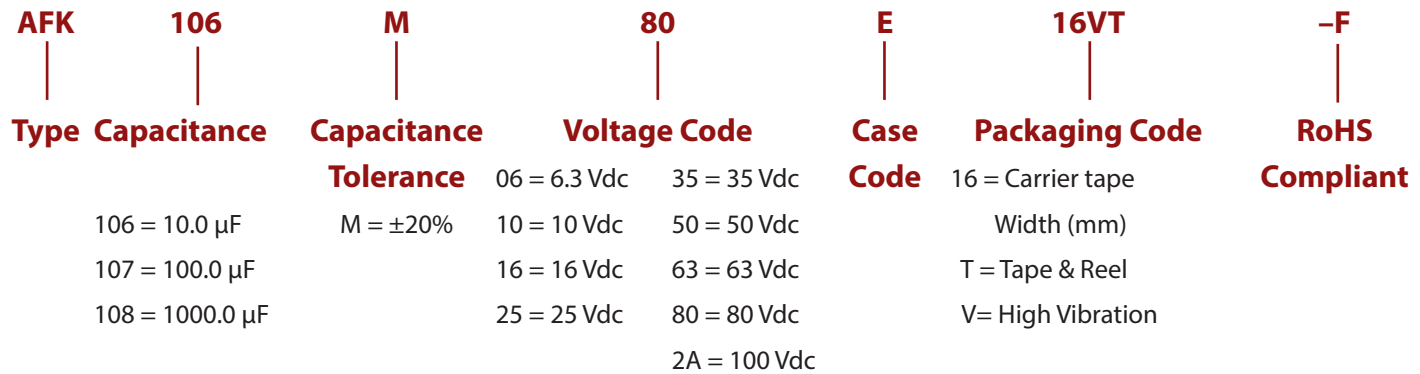 AFK 106 M 80 E 16VT –F
Type Capacitance Capacitance Voltage Code Case Packaging Code RoHS
Tolerance 06 = 6.3 Vdc 35 = 35 Vdc Code 16 = Carrier tape Compliant
106 = 10.0 µF M = ±20% 10 = 10 Vdc 50 = 50 Vdc Width (mm)
107 = 100.0 µF 16 = 16 Vdc 63 = 63 Vdc T = Tape & Reel
108 = 1000.0 µF 25 = 25 Vdc 80 = 80 Vdc V= High Vibration
2A = 100 Vdc